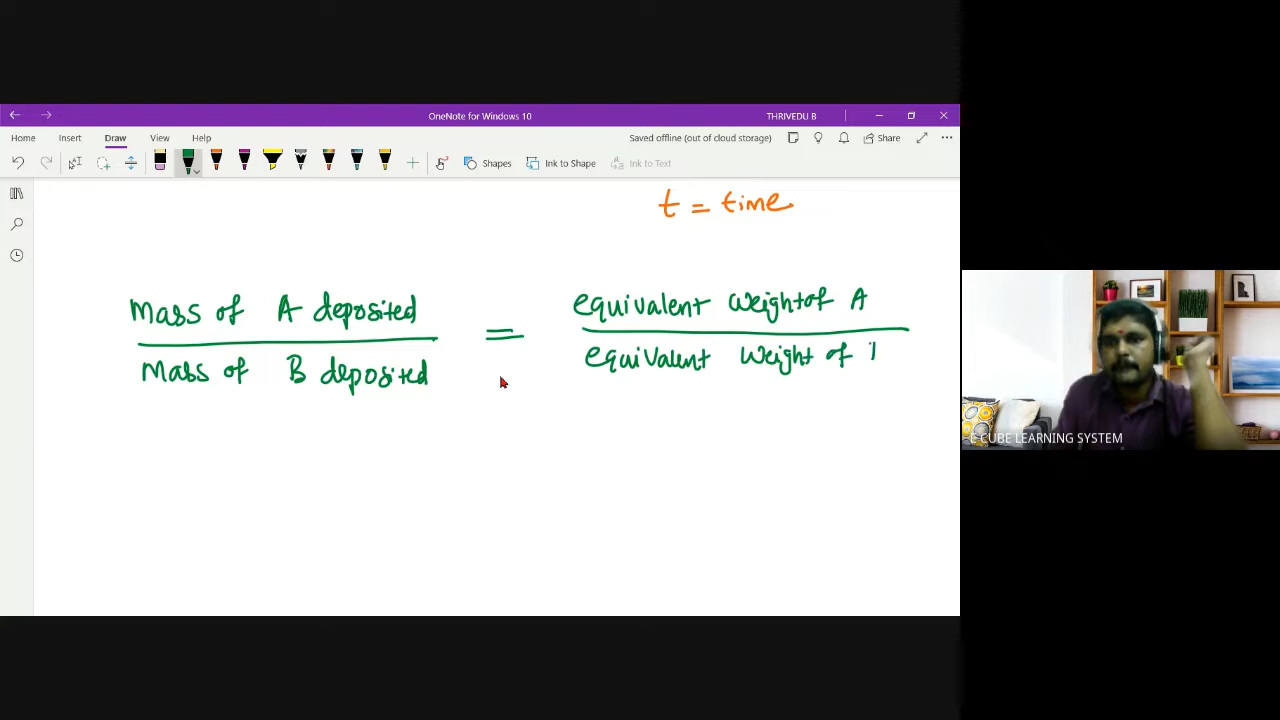 OneNote for Windows 10
THRIVEDU B
Home Insert Draw View Help
Saved offline (out of cloud storage)
Share
Shapes Ink to Shape Ink to Text
t = time
Mass of A deposited
Mass of B deposited
=
equivalent weight of A
equivalent weight of
E CUBE LEARNING SYSTEM